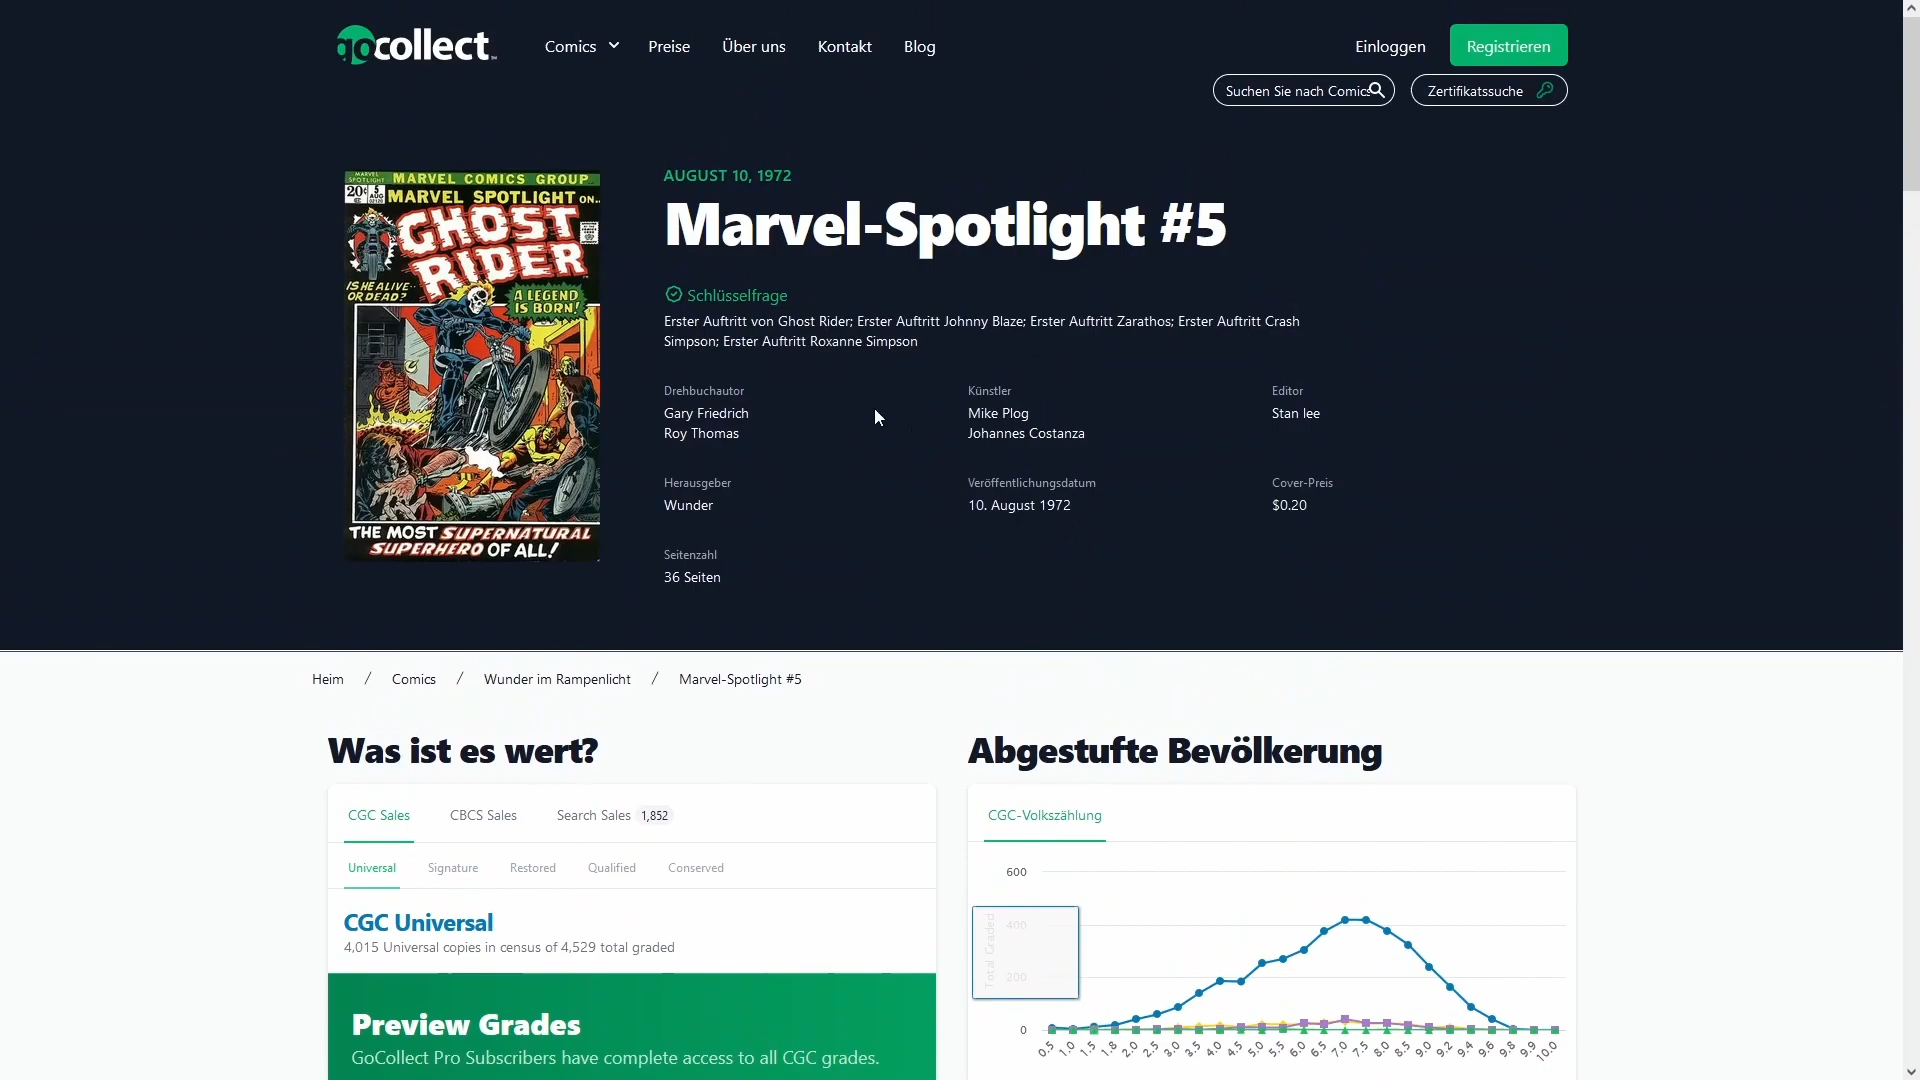 gocollect™
Comics
Preise
Über uns
Kontakt
Blog
Einloggen
Registrieren
Suchen Sie nach Comics
Zertifikatssuche
MARVEL SPOTLIGHT
MARVEL COMICS GROUP
20¢
5
AUG
MARVEL SPOTLIGHT ON..
GHOST
RIDER
IS HE ALIVE--
OR DEAD?
A LEGEND
IS BORN!
THE MOST SUPERNATURAL
SUPERHERO OF ALL!
AUGUST 10, 1972
Marvel-Spotlight #5
Schlüsselfrage
Erster Auftritt von Ghost Rider; Erster Auftritt Johnny Blaze; Erster Auftritt Zarathos; Erster Auftritt Crash
Simpson; Erster Auftritt Roxanne Simpson
Drehbuchautor
Gary Friedrich
Roy Thomas
Künstler
Mike Plog
Johannes Costanza
Editor
Stan lee
Herausgeber
Wunder
Veröffentlichungsdatum
10. August 1972
Cover-Preis
$0.20
Seitenzahl
36 Seiten
Heim / Comics / Wunder im Rampenlicht / Marvel-Spotlight #5
Was ist es wert?
CGC Sales
CBCS Sales
Search Sales 1,852
Universal
Signature
Restored
Qualified
Conserved
CGC Universal
4,015 Universal copies in census of 4,529 total graded
Preview Grades
GoCollect Pro Subscribers have complete access to all CGC grades.
Abgestufte Bevölkerung
CGC-Volkszählung
Total Graded
600
400
200
0
0.5 1.0 1.5 1.8 2.0 2.5 3.0 3.5 4.0 4.5 5.0 5.5 6.0 6.5 7.0 7.5 8.0 8.5 9.0 9.2 9.4 9.6 9.8 9.9 10.0